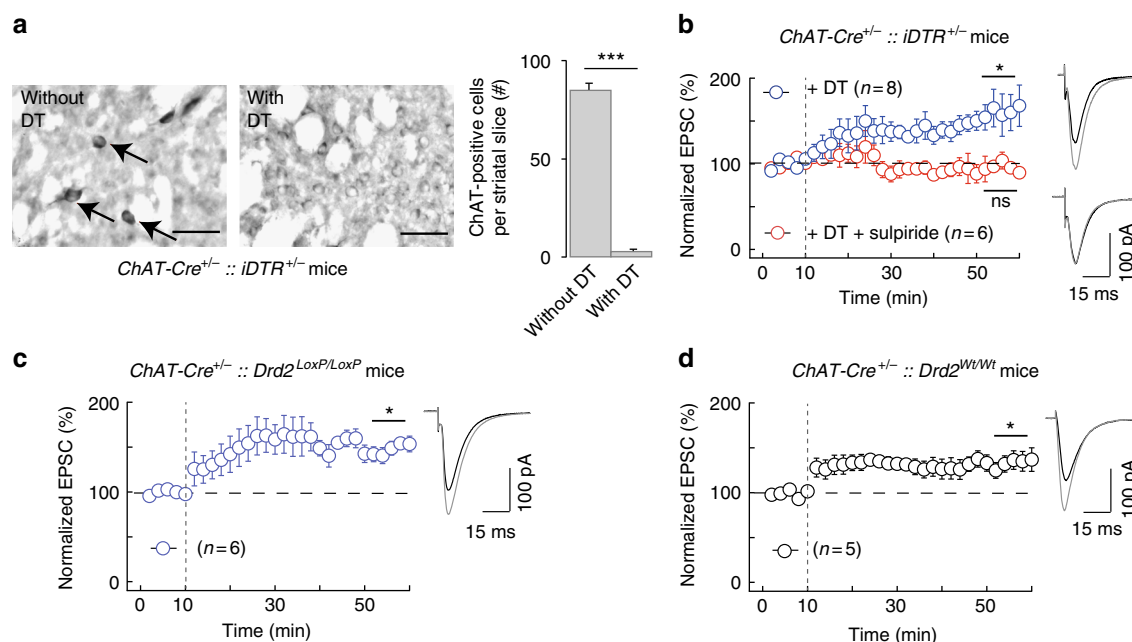 a
Without
DT
With
DT
ChAT-Cre+/– :: iDTR+/– mice
ChAT-positive cells
per striatal slice (#)
100
50
0
***
Without DT
With DT
b
ChAT-Cre+/– :: iDTR+/– mice
Normalized EPSC (%)
200
100
0
+ DT (n=8)
*
ns
+ DT + sulpiride (n=6)
0
10
50
Time (min)
100 pA
15 ms
c
ChAT-Cre+/– :: Drd2LoxP/LoxP mice
Normalized EPSC (%)
200
100
0
*
(n=6)
0
10
50
Time (min)
100 pA
15 ms
d
ChAT-Cre+/– :: Drd2Wt/Wt mice
Normalized EPSC (%)
200
100
0
*
(n=5)
0
10
50
Time (min)
100 pA
15 ms